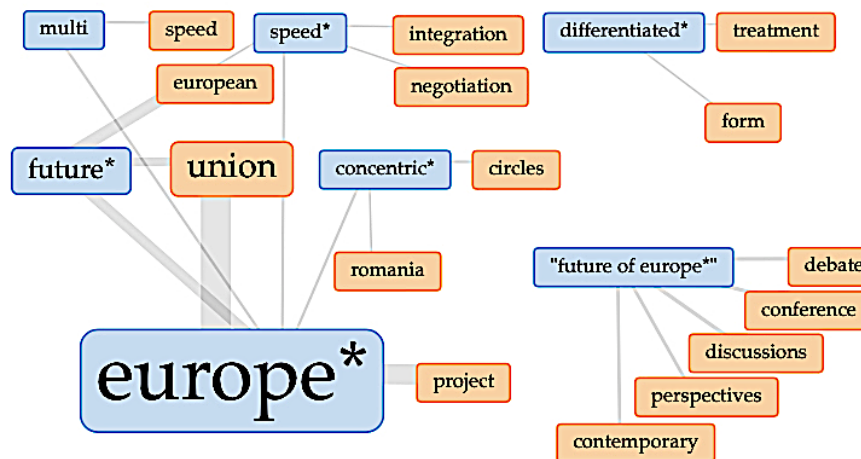 multi
speed
speed*
integration
differentiated*
treatment
european
negotiation
form
future*
union
concentric*
circles
romania
"future of europe*"
debate
conference
europe*
project
discussions
perspectives
contemporary